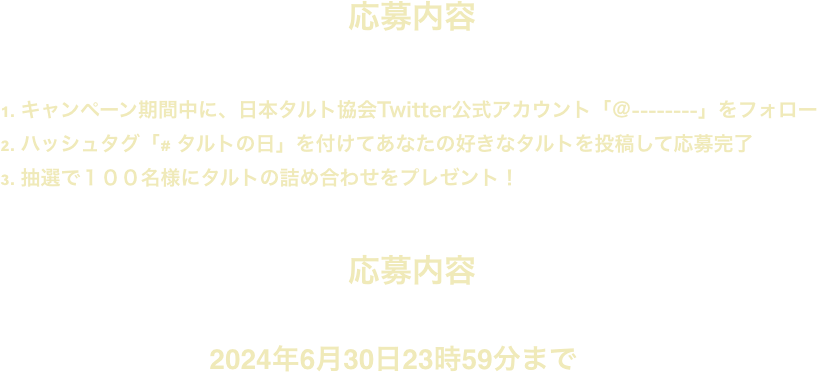 応募内容
1. キャンペーン期間中に、日本タルト協会Twitter公式アカウント「@--------」をフォロー
2. ハッシュタグ「# タルトの日」を付けてあなたの好きなタルトを投稿して応募完了
3. 抽選で１００名様にタルトの詰め合わせをプレゼント！
応募内容
2024年6月30日23時59分まで